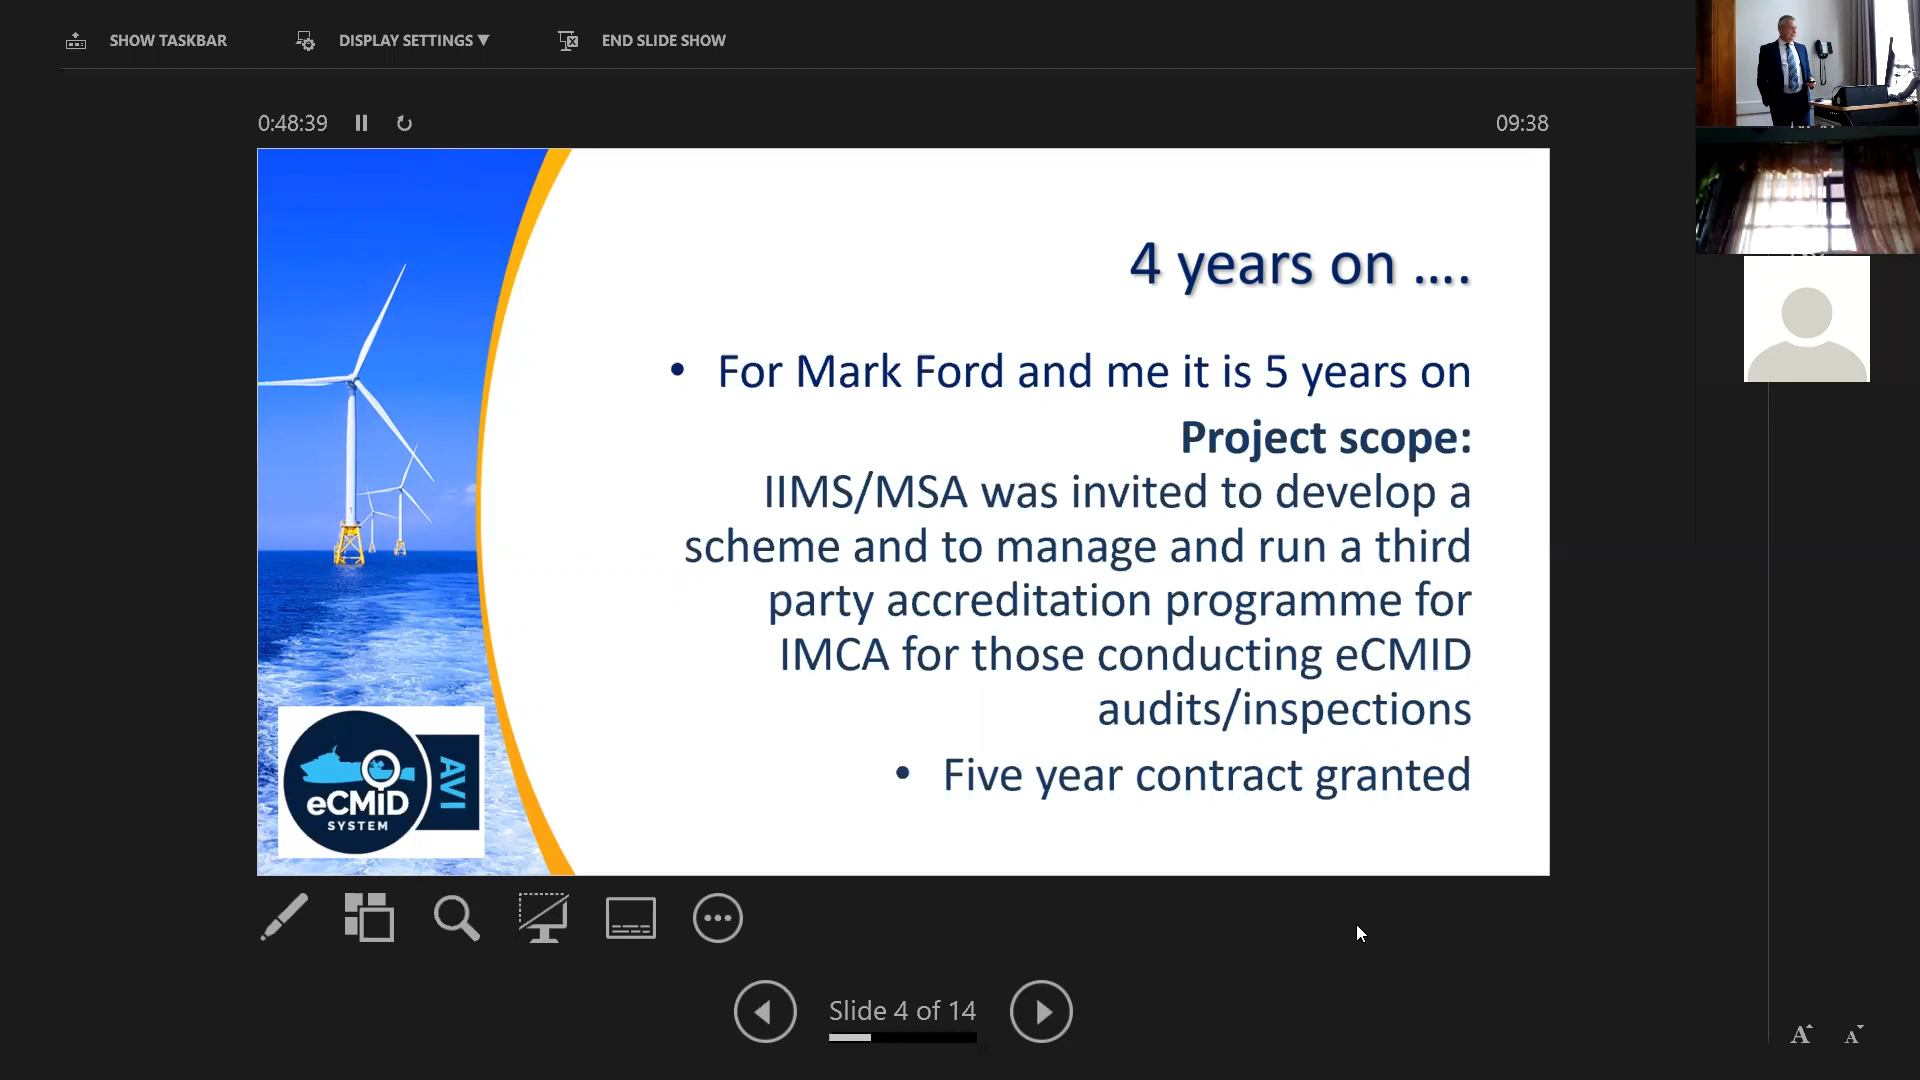 SHOW TASKBAR
DISPLAY SETTINGS ▼
END SLIDE SHOW
0:48:39
09:38
4 years on ....
• For Mark Ford and me it is 5 years on
Project scope:
IIMS/MSA was invited to develop a
scheme and to manage and run a third
party accreditation programme for
IMCA for those conducting eCMID
audits/inspections
• Five year contract granted
eCMID
SYSTEM
AVI
Slide 4 of 14
A A